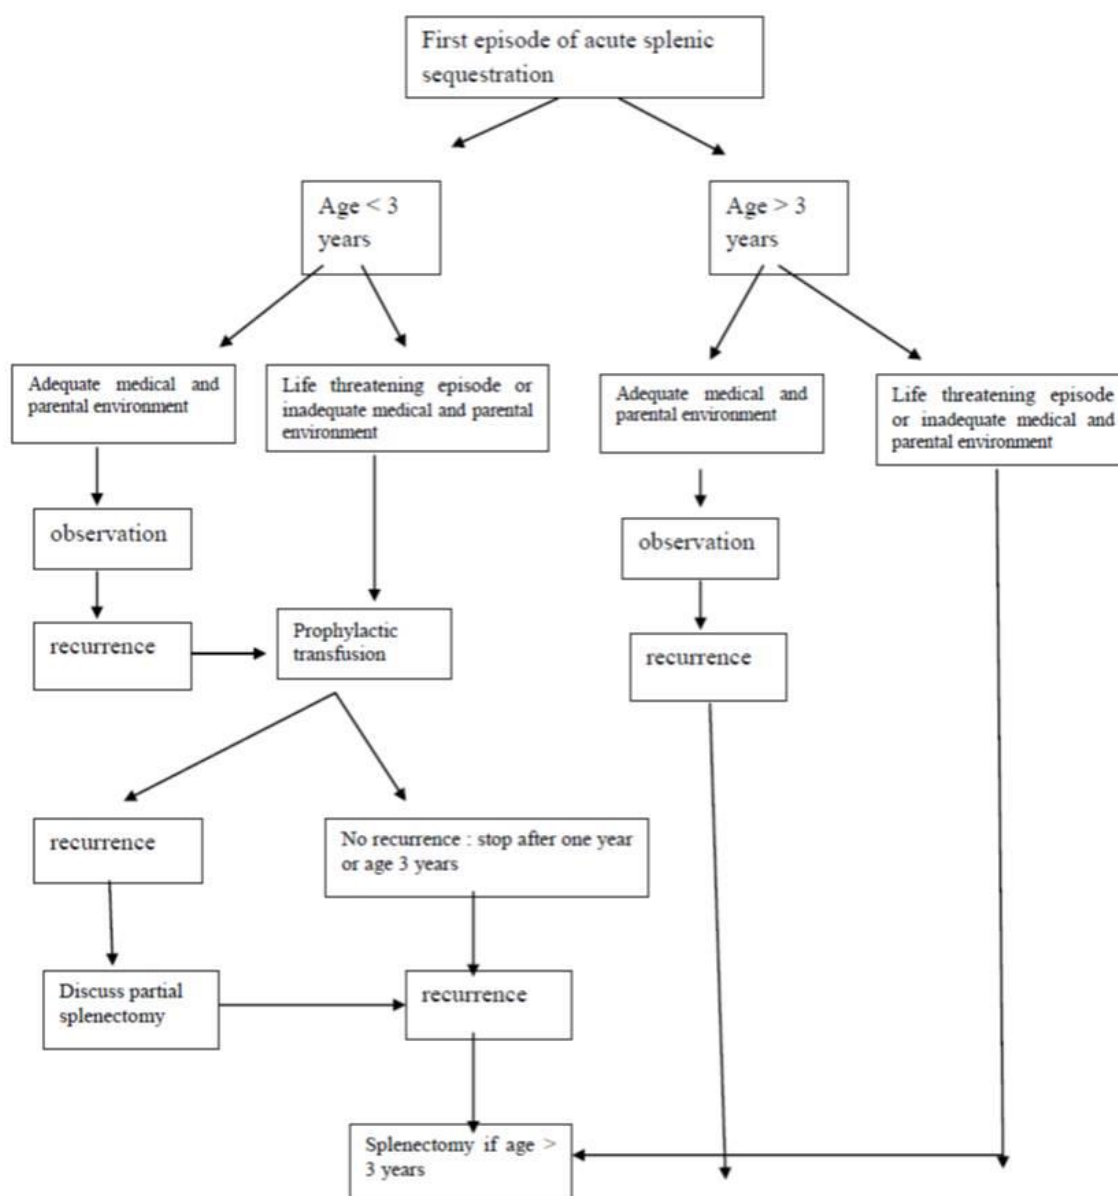 First episode of acute splenic
sequestration
Age < 3
years
Age > 3
years
Adequate medical and
parental environment
Life threatening episode or
inadequate medical and parental
environment
Adequate medical and
parental environment
Life threatening episode
or inadequate medical and
parental environment
observation
observation
recurrence
Prophylactic
transfusion
recurrence
recurrence
No recurrence : stop after one year
or age 3 years
Discuss partial
splenectomy
recurrence
Splenectomy if age >
3 years